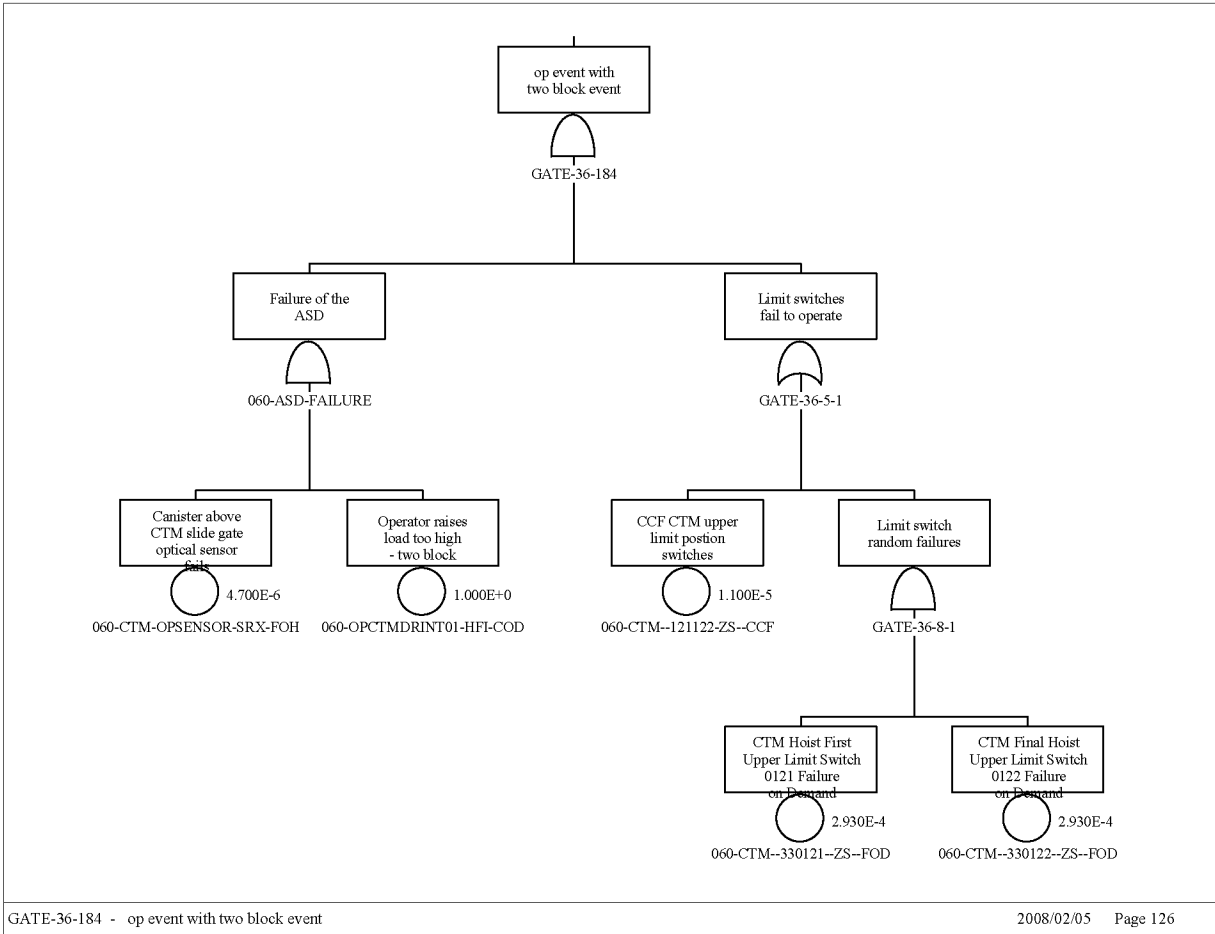 op event with
two block event
GATE-36-184
Failure of the
ASD
060-ASD-FAILURE
Limit switches
fail to operate
GATE-36-5-1
Canister above
CTM slide gate
optical sensor
fails
4.700E-6
060-CTM-OPSENSOR-SRX-FOH
Operator raises
load too high
- two block
1.000E+0
060-OPCTMDRINT01-HFI-COD
CCF CTM upper
limit postion
switches
1.100E-5
060-CTM--121122-ZS--CCF
Limit switch
random failures
GATE-36-8-1
CTM Hoist First
Upper Limit Switch
0121 Failure
on Demand
2.930E-4
060-CTM--330121--ZS--FOD
CTM Final Hoist
Upper Limit Switch
0122 Failure
on Demand
2.930E-4
060-CTM--330122--ZS--FOD
GATE-36-184 - op event with two block event
2008/02/05 Page 126